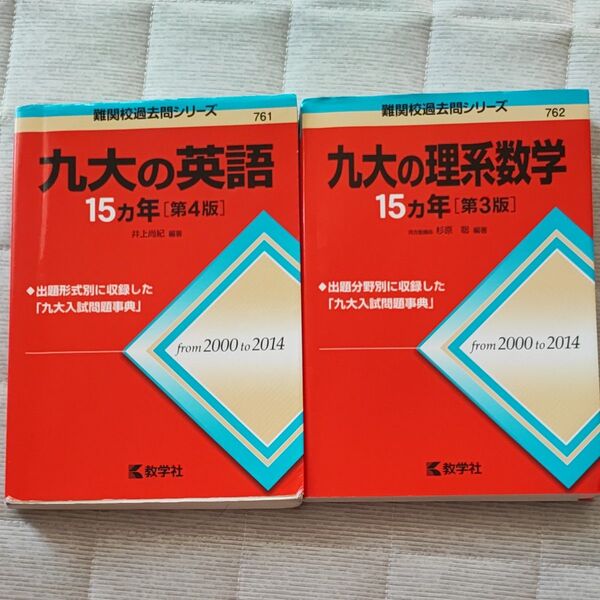 難関校過去問シリーズ
761
九大の英語
15カ年[第4版]
井上尚紀 編著
◆出題形式別に収録した
「九大入試問題事典」
from 2000 to 2014
教学社
難関校過去問シリーズ
762
九大の理系数学
15カ年[第3版]
杉原 聡 編著
◆出題分野別に収録した
「九大入試問題事典」
from 2000 to 2014
教学社